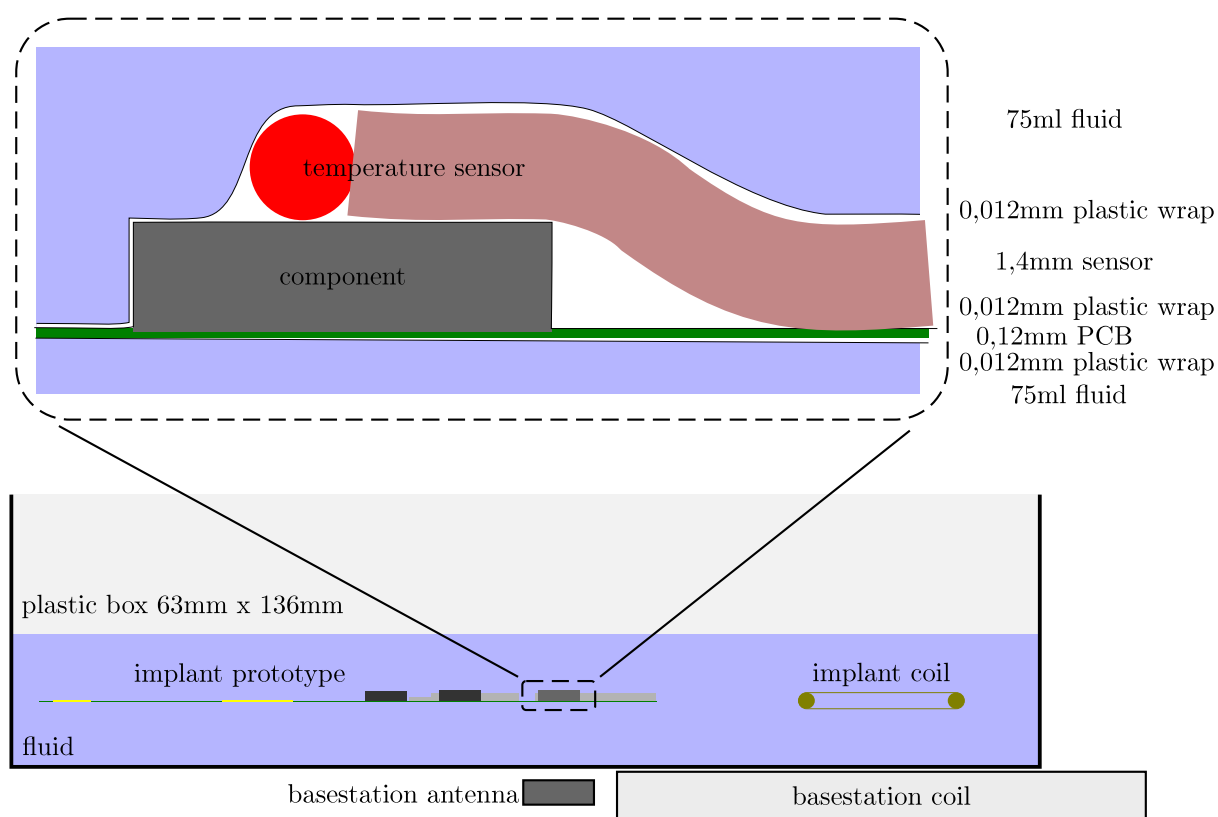 75ml fluid
temperature sensor
0,012mm plastic wrap
1,4mm sensor
component
0,012mm plastic wrap
0,12mm PCB
0,012mm plastic wrap
75ml fluid
plastic box 63mm x 136mm
implant prototype
implant coil
fluid
basestation antenna
basestation coil